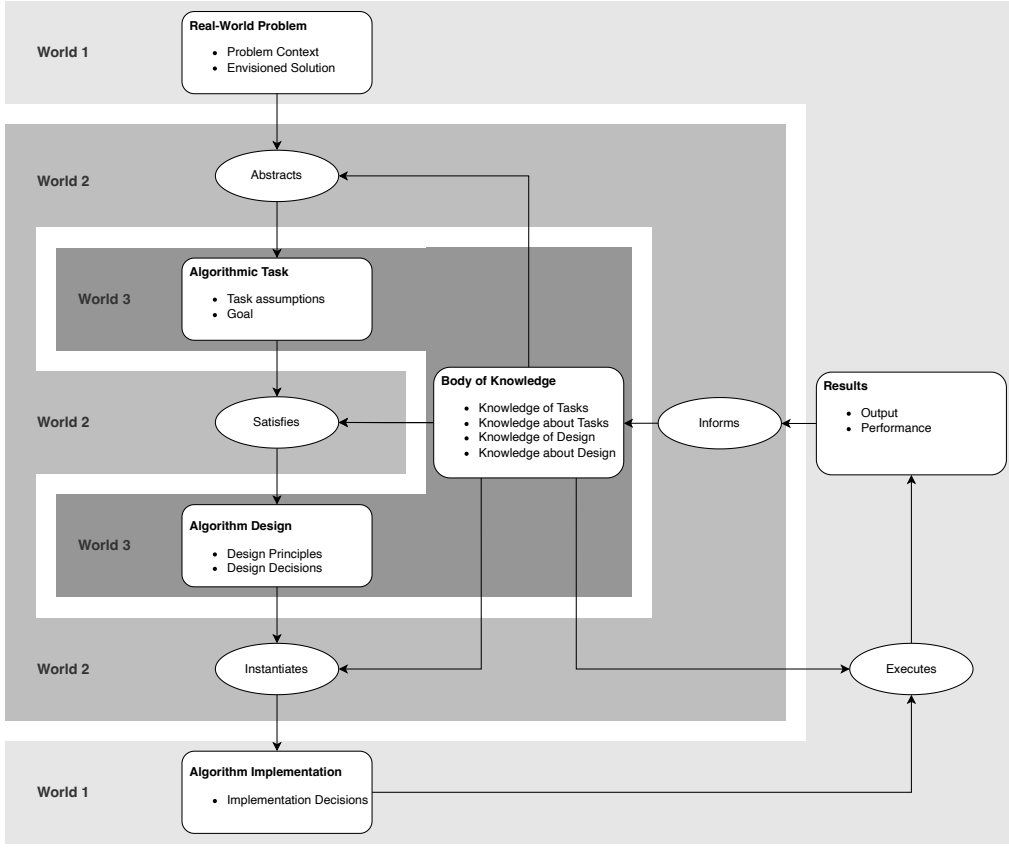 Real-World Problem
World 1
• Problem Context
• Envisioned Solution
World 2
Abstracts
Algorithmic Task
World 3
• Task assumptions
• Goal
Body of Knowledge
• Knowledge of Tasks
• Knowledge about Tasks
• Knowledge of Design
• Knowledge about Design
Results
• Output
• Performance
World 2
Satisfies
Informs
Algorithm Design
World 3
• Design Principles
• Design Decisions
World 2
Instantiates
Executes
Algorithm Implementation
World 1
• Implementation Decisions